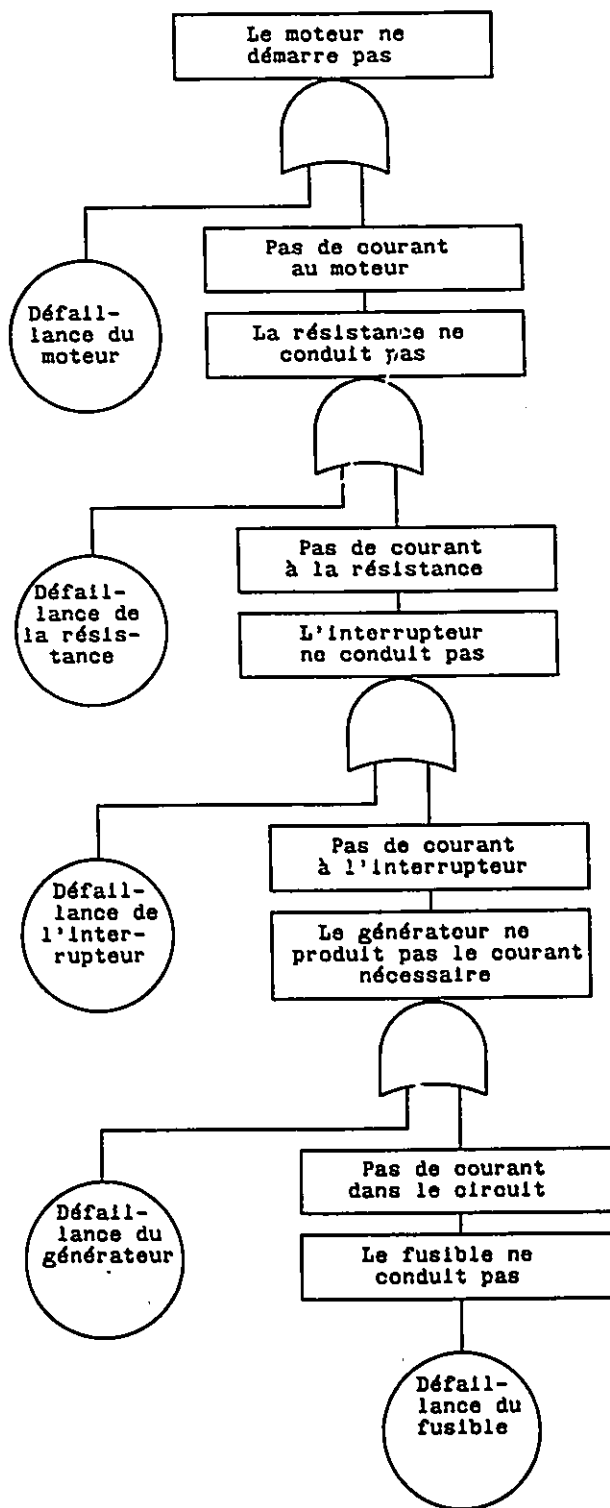 Le moteur ne
démarre pas
Pas de courant
au moteur
Défail-
lance du
moteur
La résistance ne
conduit pas
Pas de courant
à la résistance
Défail-
lance de
la résis-
tance
L'interrupteur
ne conduit pas
Pas de courant
à l'interrupteur
Défail-
lance de
l'inter-
rupteur
Le générateur ne
produit pas le courant
nécessaire
Pas de courant
dans le circuit
Défail-
lance du
générateur
Le fusible ne
conduit pas
Défail-
lance du
fusible